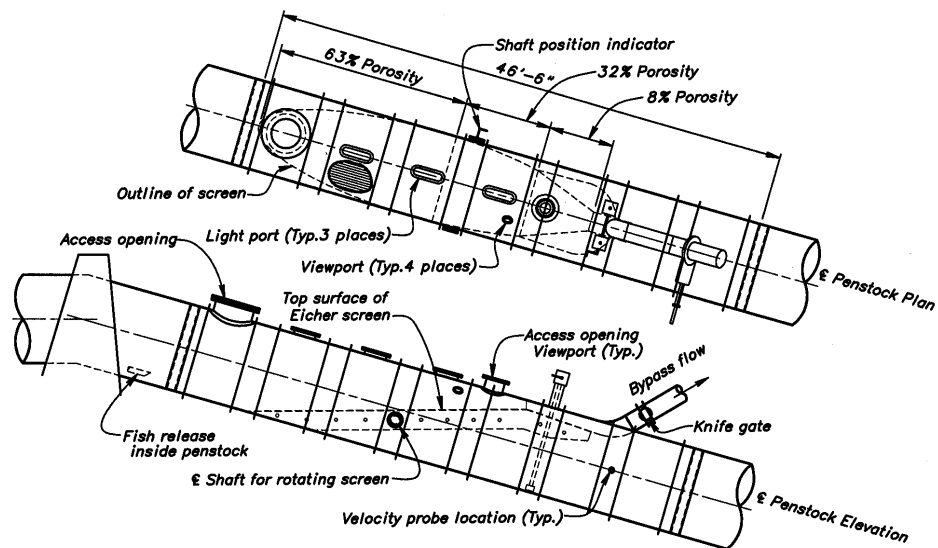 Shaft position indicator
63% Porosity
46'-6"
32% Porosity
8% Porosity
Outline of screen
Light port (Typ.3 places)
Viewport (Typ.4 places)
℄ Penstock Plan
Access opening
Top surface of
Eicher screen
Access opening
Viewport (Typ.)
Bypass flow
Knife gate
Fish release
inside penstock
℄ Shaft for rotating screen
Velocity probe location (Typ.)
℄ Penstock Elevation